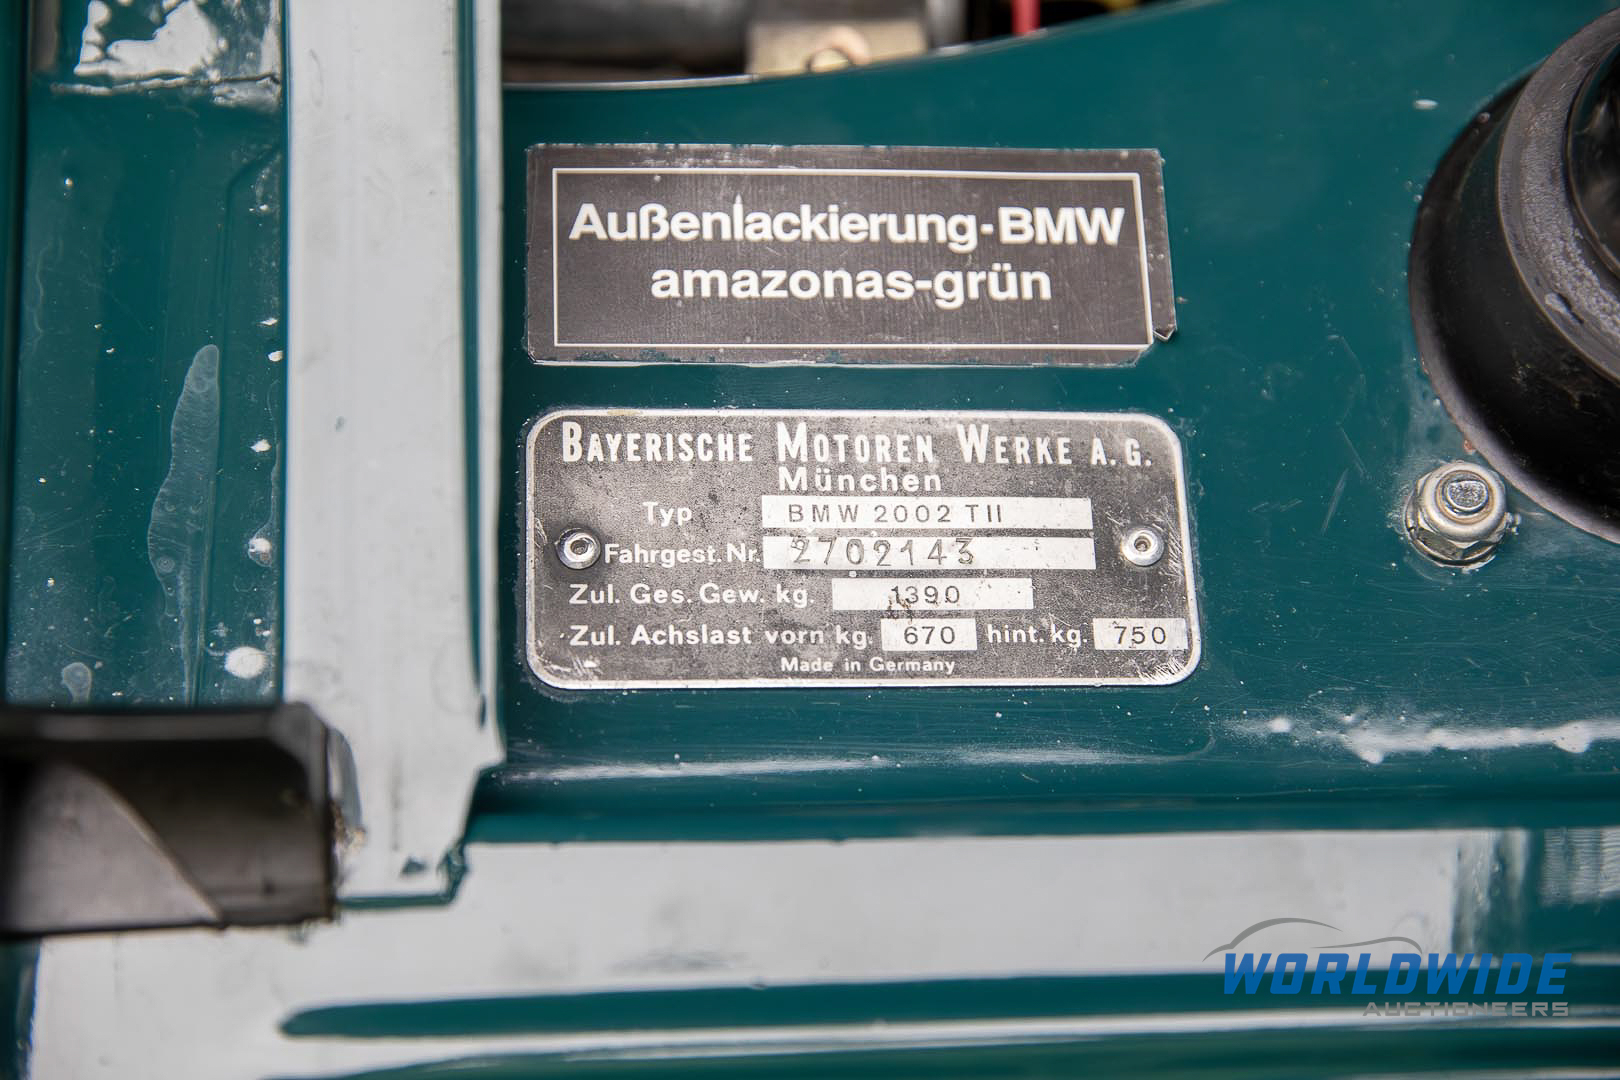 Außenlackierung-BMW
amazonas-grün
BAYERISCHE MOTOREN WERKE A.G.
München
Typ BMW 2002 TII
Fahrgest. Nr. 2702143
Zul. Ges. Gew. kg. 1390
Zul. Achslast vorn kg. 670 hint. kg. 750
Made in Germany
WORLDWIDE
AUCTIONEERS